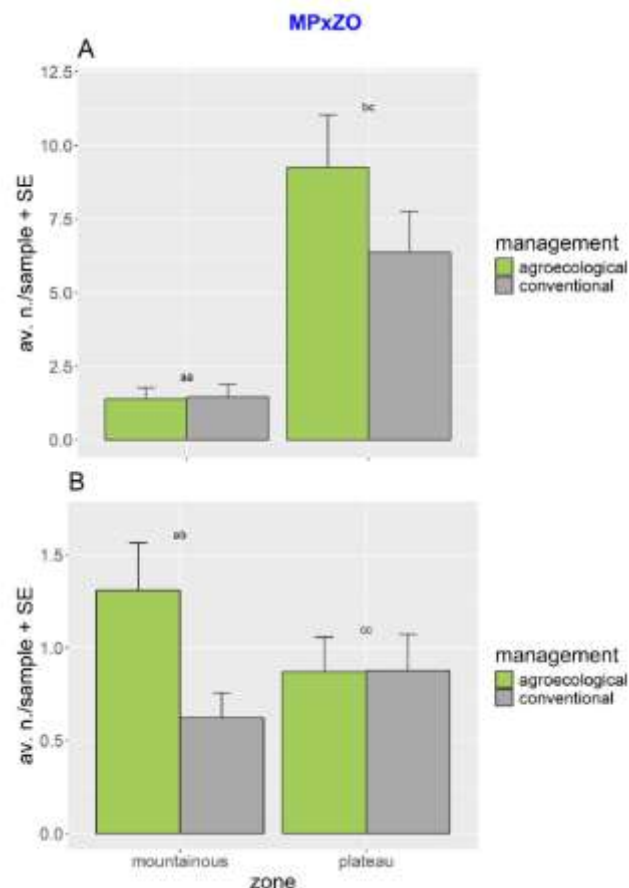 MPxZO
A
12.5
10.0
7.5
5.0
2.5
0.0
av. n./sample + SE
bc
aa
management
agroecological
conventional
B
1.5
1.0
0.5
0.0
av. n./sample + SE
ab
cc
management
agroecological
conventional
mountainous plateau
zone